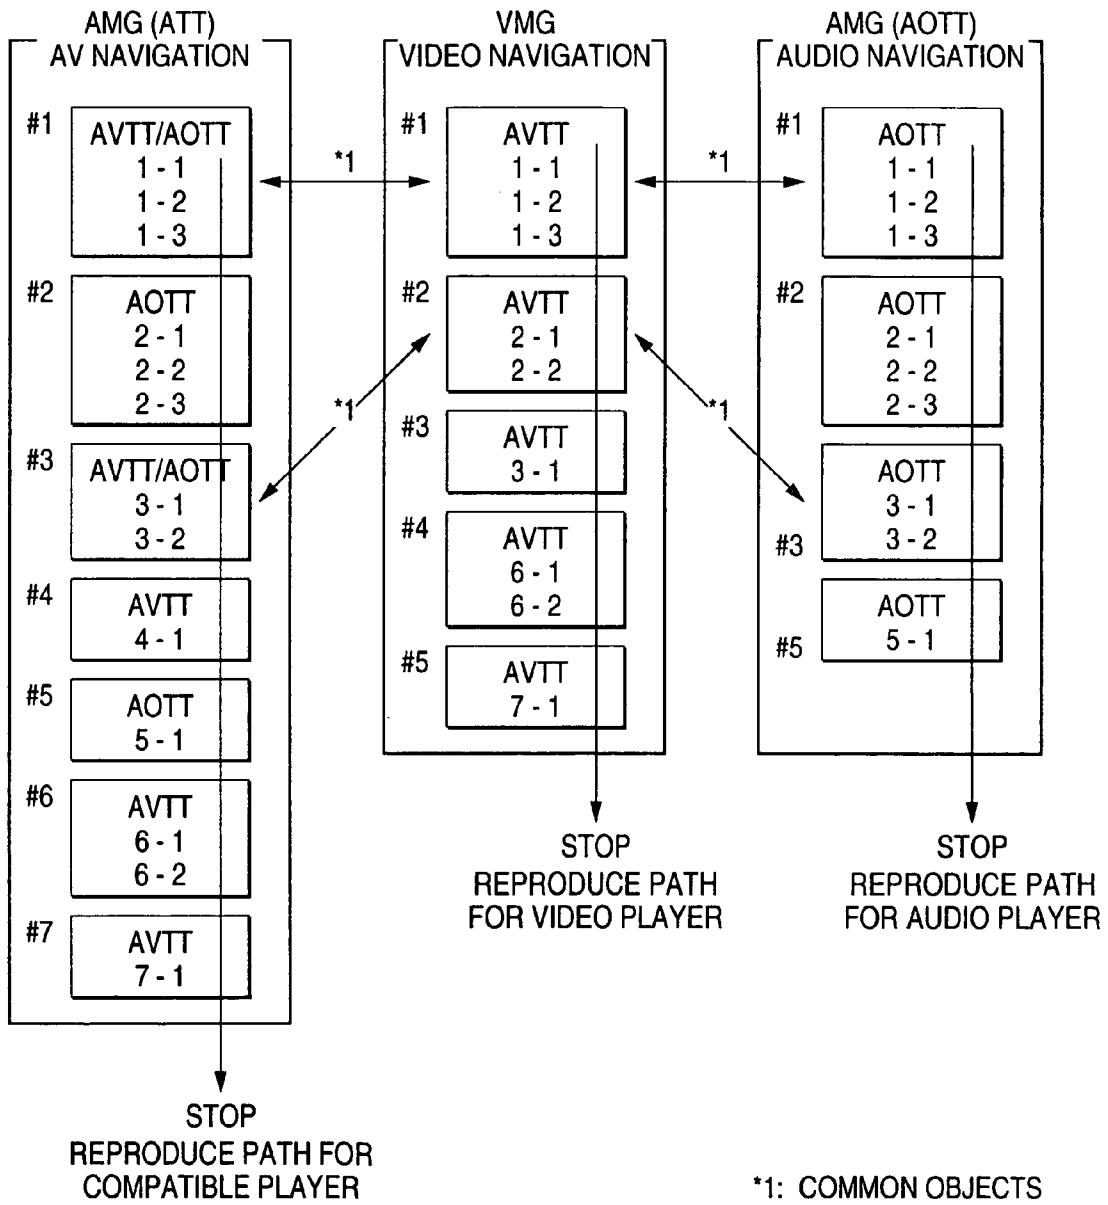 AMG (ATT)
AV NAVIGATION
#1
AVTT/AOTT
1 - 1
1 - 2
1 - 3
#2
AOTT
2 - 1
2 - 2
2 - 3
#3
AVTT/AOTT
3 - 1
3 - 2
#4
AVTT
4 - 1
#5
AOTT
5 - 1
#6
AVTT
6 - 1
6 - 2
#7
AVTT
7 - 1
STOP
REPRODUCE PATH FOR
COMPATIBLE PLAYER
*1
*1
VMG
VIDEO NAVIGATION
#1
AVTT
1 - 1
1 - 2
1 - 3
#2
AVTT
2 - 1
2 - 2
#3
AVTT
3 - 1
#4
AVTT
6 - 1
6 - 2
#5
AVTT
7 - 1
STOP
REPRODUCE PATH
FOR VIDEO PLAYER
*1
*1
AMG (AOTT)
AUDIO NAVIGATION
#1
AOTT
1 - 1
1 - 2
1 - 3
#2
AOTT
2 - 1
2 - 2
2 - 3
#3
AOTT
3 - 1
3 - 2
#5
AOTT
5 - 1
STOP
REPRODUCE PATH
FOR AUDIO PLAYER
*1: COMMON OBJECTS